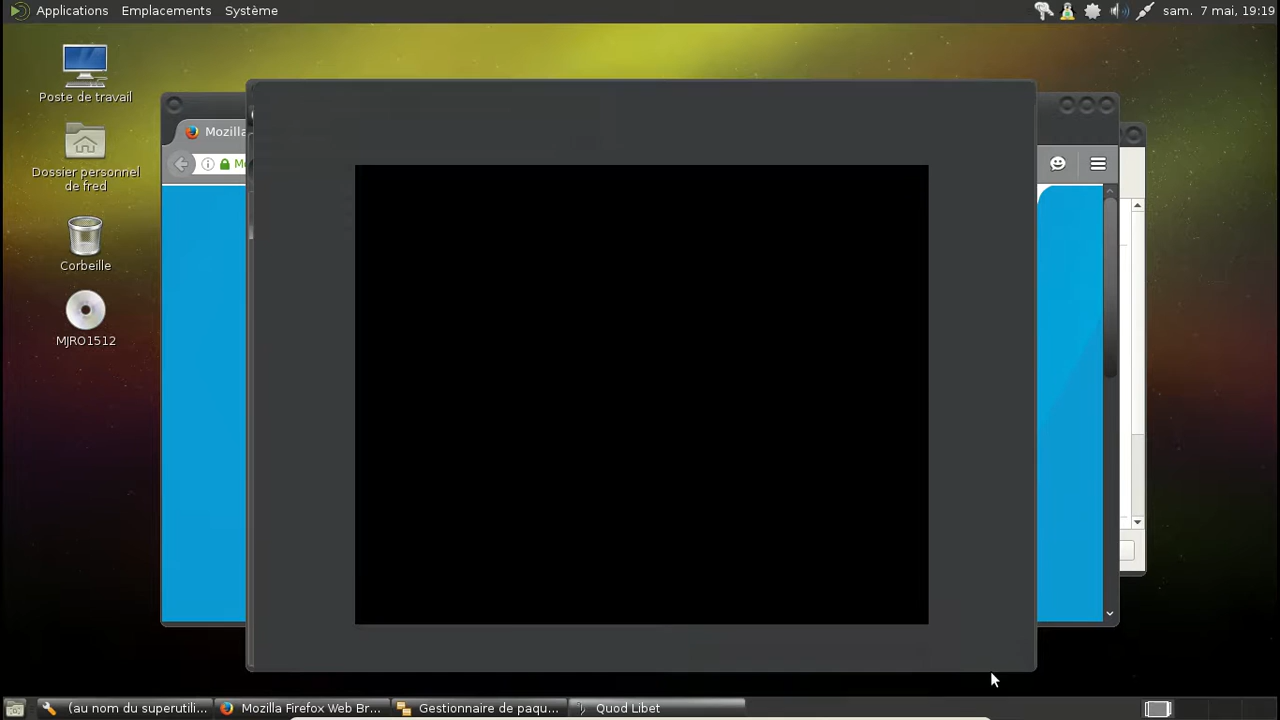 Applications Emplacements Système
sam. 7 mai, 19:19
Poste de travail
Dossier personnel
de fred
Corbeille
MJRO1512
Mozilla
(au nom du superutili...
Mozilla Firefox Web Br...
Gestionnaire de paqu...
Quod Libet